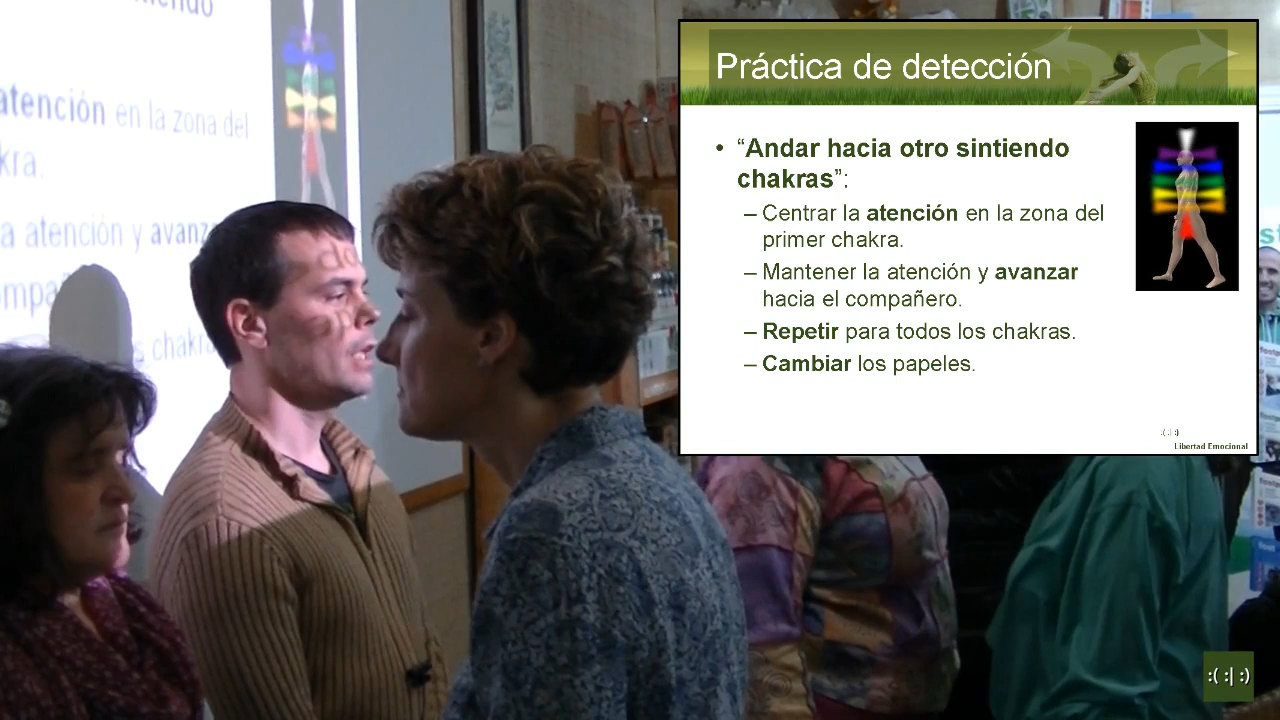 endo
atención en la zona del
kra.
a atención y avanz
ompa
s chakra
Práctica de detección
• “Andar hacia otro sintiendo
chakras”:
– Centrar la atención en la zona del
primer chakra.
– Mantener la atención y avanzar
hacia el compañero.
– Repetir para todos los chakras.
– Cambiar los papeles.
:( :| :)
Libertad Emocional
:( :| :)